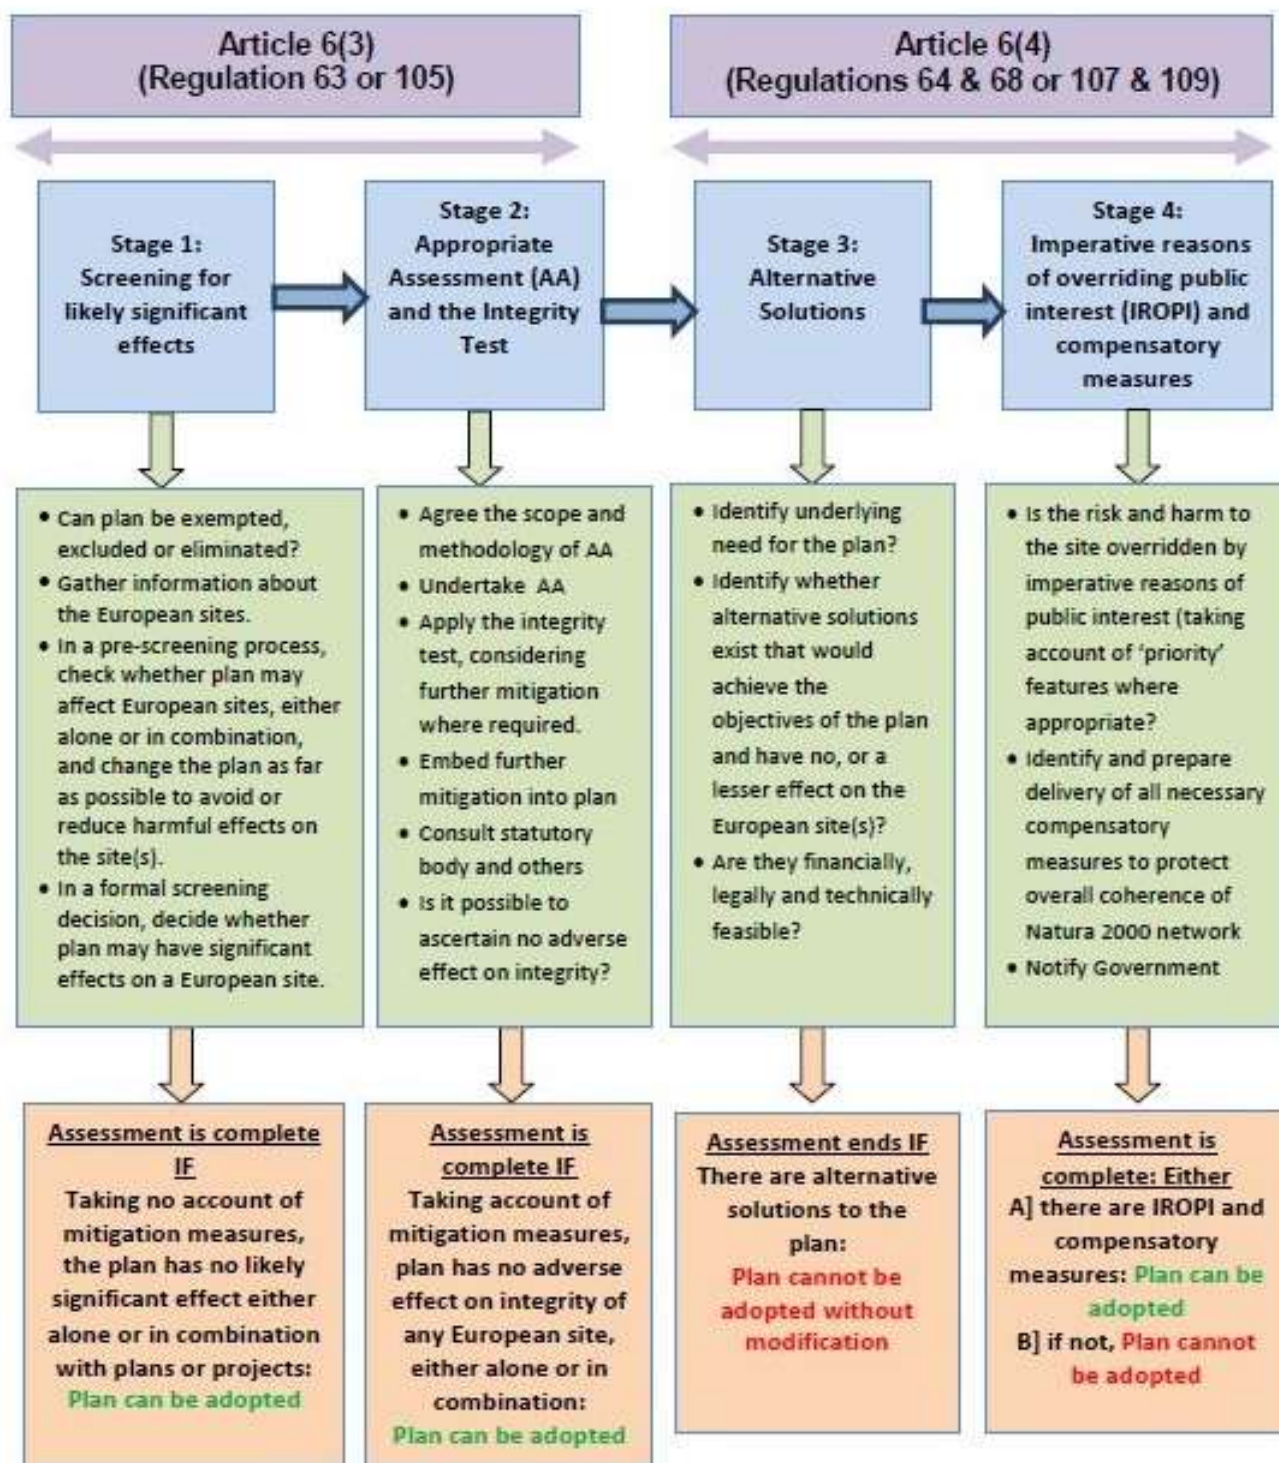 Article 6(3)
(Regulation 63 or 105)
Article 6(4)
(Regulations 64 & 68 or 107 & 109)
Stage 1:
Screening for
likely significant
effects
Stage 2:
Appropriate
Assessment (AA)
and the Integrity
Test
Stage 3:
Alternative
Solutions
Stage 4:
Imperative reasons
of overriding public
interest (IROPI) and
compensatory
measures
• Can plan be exempted,
excluded or eliminated?
• Gather information about
the European sites.
• In a pre-screening process,
check whether plan may
affect European sites, either
alone or in combination,
and change the plan as far
as possible to avoid or
reduce harmful effects on
the site(s).
• In a formal screening
decision, decide whether
plan may have significant
effects on a European site.
• Agree the scope and
methodology of AA
• Undertake AA
• Apply the integrity
test, considering
further mitigation
where required.
• Embed further
mitigation into plan
• Consult statutory
body and others
• Is it possible to
ascertain no adverse
effect on integrity?
• Identify underlying
need for the plan?
• Identify whether
alternative solutions
exist that would
achieve the
objectives of the plan
and have no, or a
lesser effect on the
European site(s)?
• Are they financially,
legally and technically
feasible?
• Is the risk and harm to
the site overridden by
imperative reasons of
public interest (taking
account of ‘priority’
features where
appropriate?
• Identify and prepare
delivery of all necessary
compensatory
measures to protect
overall coherence of
Natura 2000 network
• Notify Government
Assessment is complete
IF
Taking no account of
mitigation measures,
the plan has no likely
significant effect either
alone or in combination
with plans or projects:
Plan can be adopted
Assessment is
complete IF
Taking account of
mitigation measures,
plan has no adverse
effect on integrity of
any European site,
either alone or in
combination:
Plan can be adopted
Assessment ends IF
There are alternative
solutions to the
plan:
Plan cannot be
adopted without
modification
Assessment is
complete: Either
A] there are IROPI and
compensatory
measures: Plan can be
adopted
B] if not, Plan cannot
be adopted